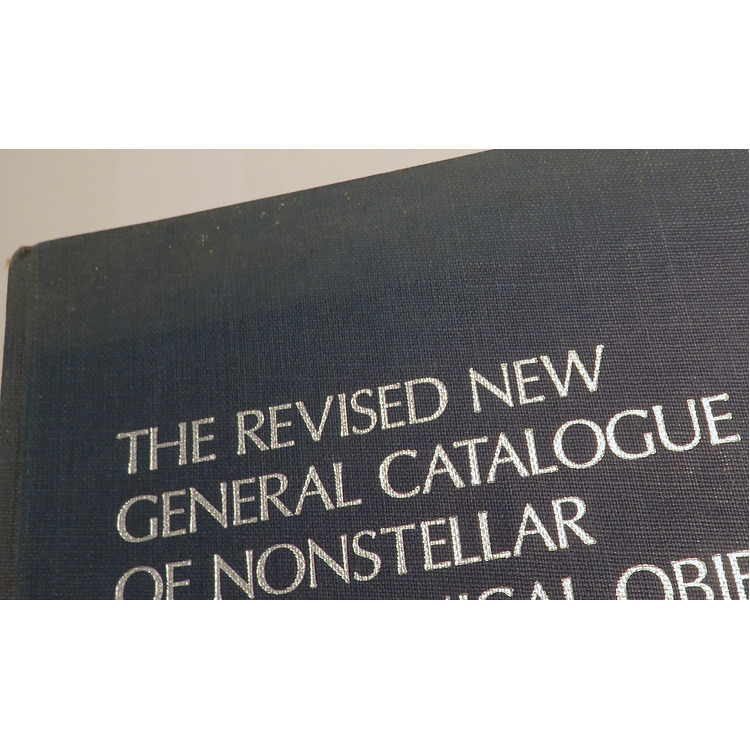 THE REVISED NEW
GENERAL CATALOGUE
OF NONSTELLAR